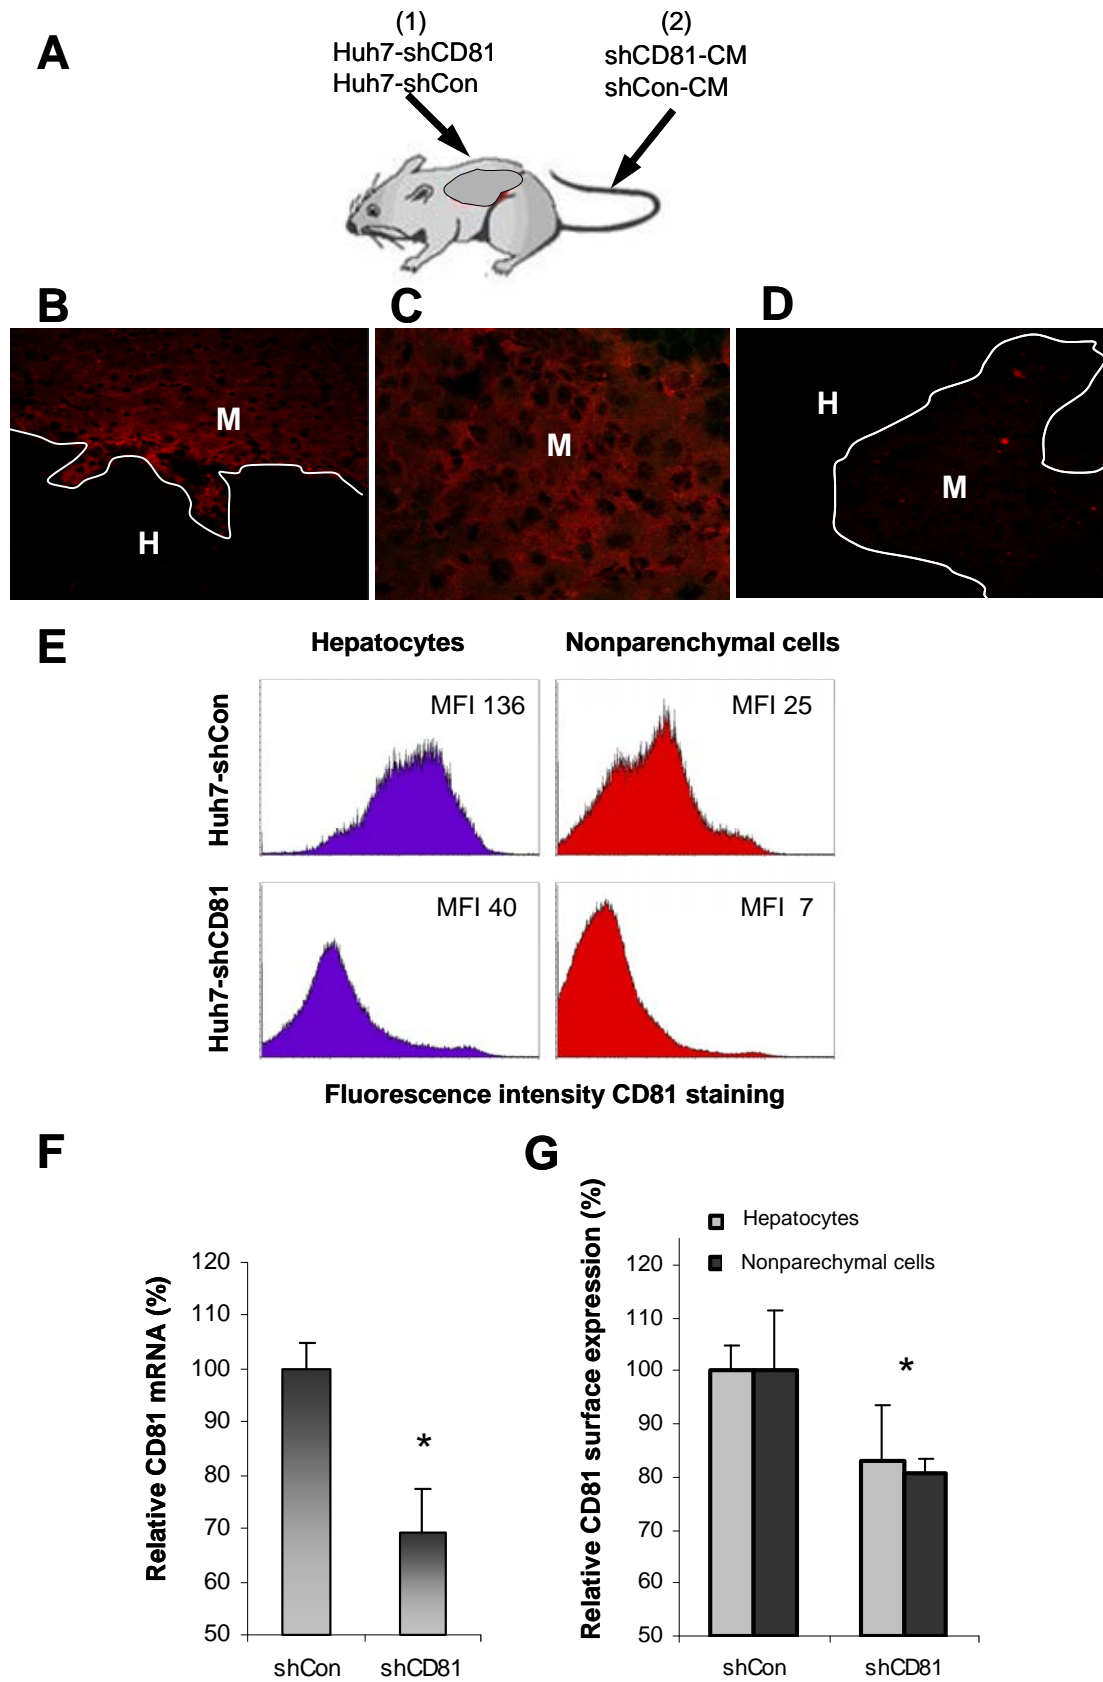 A
(1)
Huh7-shCD81
Huh7-shCon
(2)
shCD81-CM
shCon-CM
B
M
H
C
M
D
H
M
E
Hepatocytes
Nonparenchymal cells
Huh7-shCon
MFI 136
MFI 25
Huh7-shCD81
MFI 40
MFI 7
Fluorescence intensity CD81 staining
F
Relative CD81 mRNA (%)
120
110
100
90
80
70
60
50
*
shCon
shCD81
G
Relative CD81 surface expression (%)
Hepatocytes
Nonparechymal cells
120
110
100
90
80
70
60
50
*
shCon
shCD81